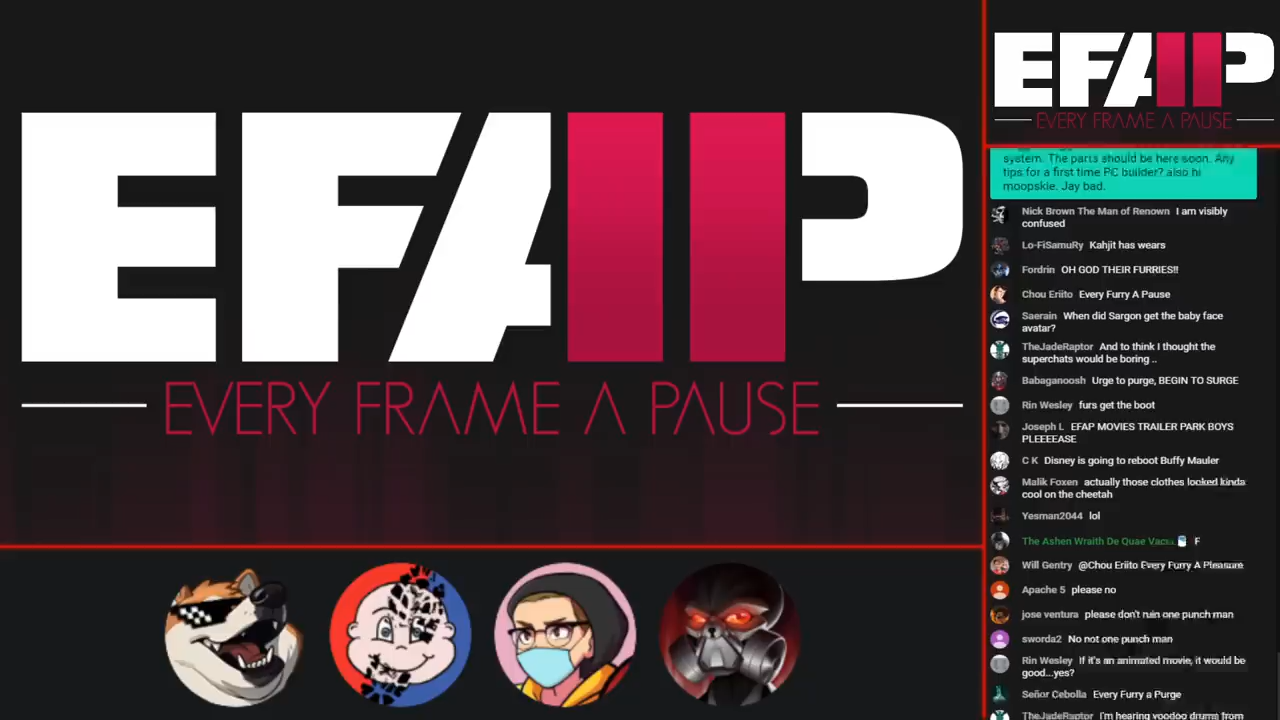 EFAP
EVERY FRAME A PAUSE
EFAP
EVERY FRAME A PAUSE
system. The parts should be here soon. Any
tips for a first time PC builder? also hi
moopskie. Jay bad.
Nick Brown The Man of Renown I am visibly
confused
Lo-FiSamuRy Kahjit has wears
Fordrin OH GOD THEIR FURRIES!!
Chou Eriito Every Furry A Pause
Saerain When did Sargon get the baby face
avatar?
TheJadeRaptor And to think I thought the
superchats would be boring ..
Babaganoosh Urge to purge, BEGIN TO SURGE
Rin Wesley furs get the boot
Joseph L EFAP MOVIES TRAILER PARK BOYS
PLEEEEASE
C K Disney is going to reboot Buffy Mauler
Malik Foxen actually those clothes looked kinda
cool on the cheetah
Yesman2044 lol
The Ashen Wraith De Quae Vacua F
Will Gentry @Chou Eriito Every Furry A Pleasure
Apache 5 please no
jose ventura please don't ruin one punch man
sworda2 No not one punch man
Rin Wesley If it's an animated movie, it would be
good...yes?
Señor Cebolla Every Furry a Purge
TheJadeRaptor I'm hearing voodoo drums from